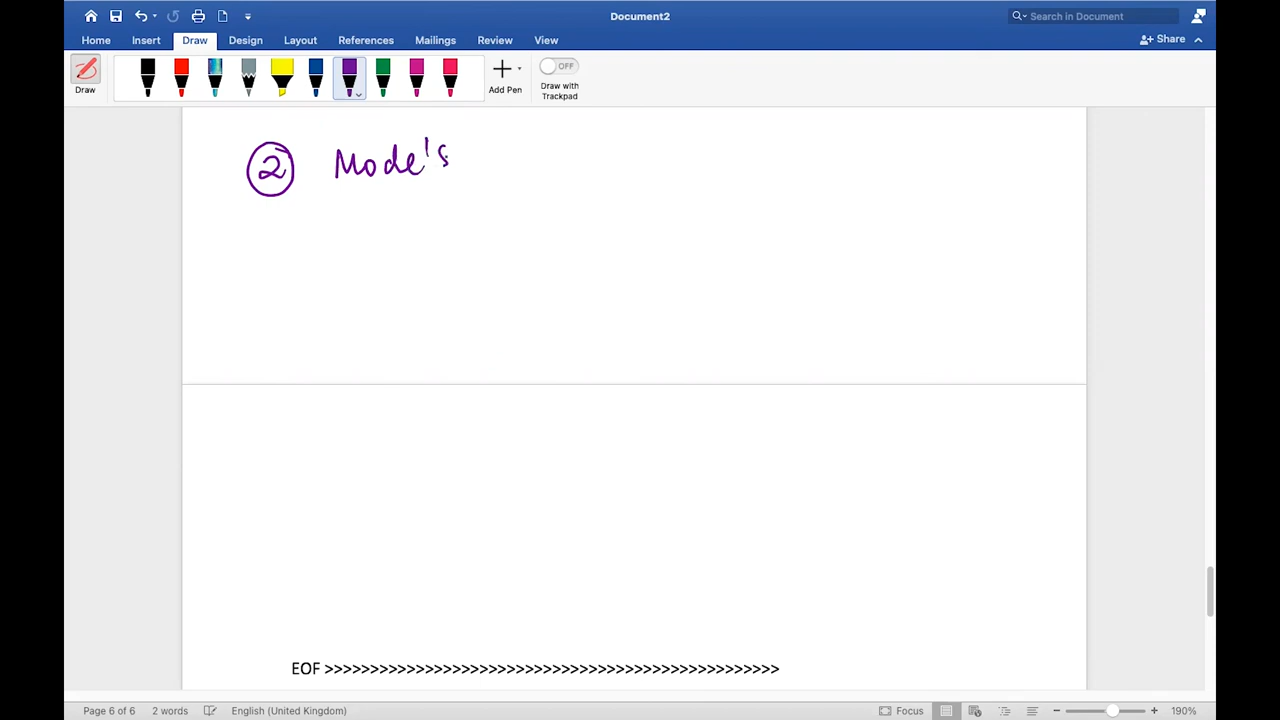 Document2
Search in Document
Home Insert Draw Design Layout References Mailings Review View
Share
Draw
Add Pen
OFF
Draw with
Trackpad
② Mode's
EOF >>>>>>>>>>>>>>>>>>>>>>>>>>>>>>>>>>>>>>>>>>>>>>>>>
Page 6 of 6 2 words English (United Kingdom) Focus 190%